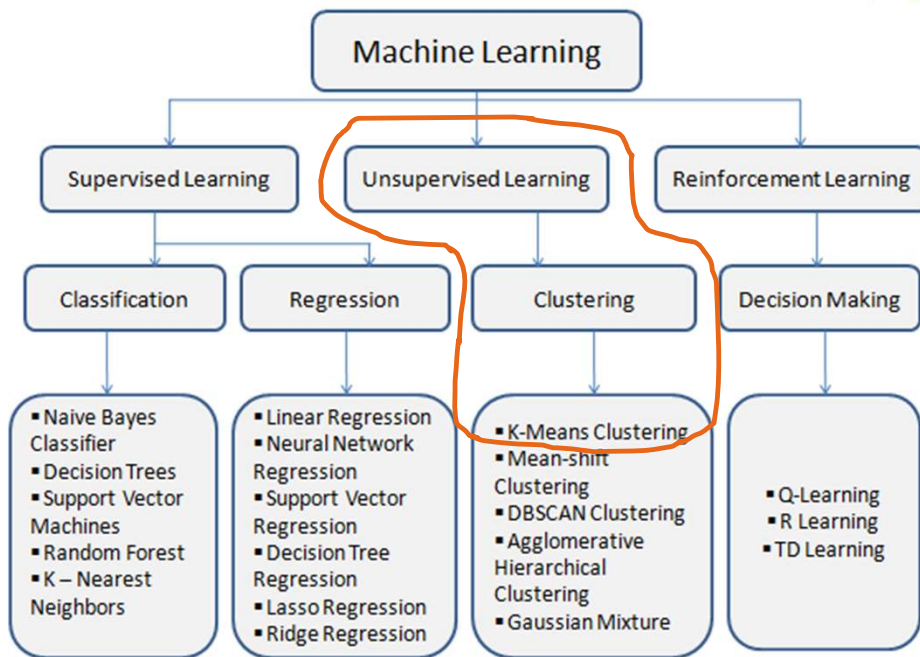 Machine Learning
Supervised Learning
Unsupervised Learning
Reinforcement Learning
Classification
Regression
Clustering
Decision Making
▪ Naive Bayes
Classifier
▪ Decision Trees
▪ Support Vector
Machines
▪ Random Forest
▪ K – Nearest
Neighbors
▪ Linear Regression
▪ Neural Network
Regression
▪ Support Vector
Regression
▪ Decision Tree
Regression
▪ Lasso Regression
▪ Ridge Regression
▪ K-Means Clustering
▪ Mean-shift
Clustering
▪ DBSCAN Clustering
▪ Agglomerative
Hierarchical
Clustering
▪ Gaussian Mixture
▪ Q-Learning
▪ R Learning
▪ TD Learning